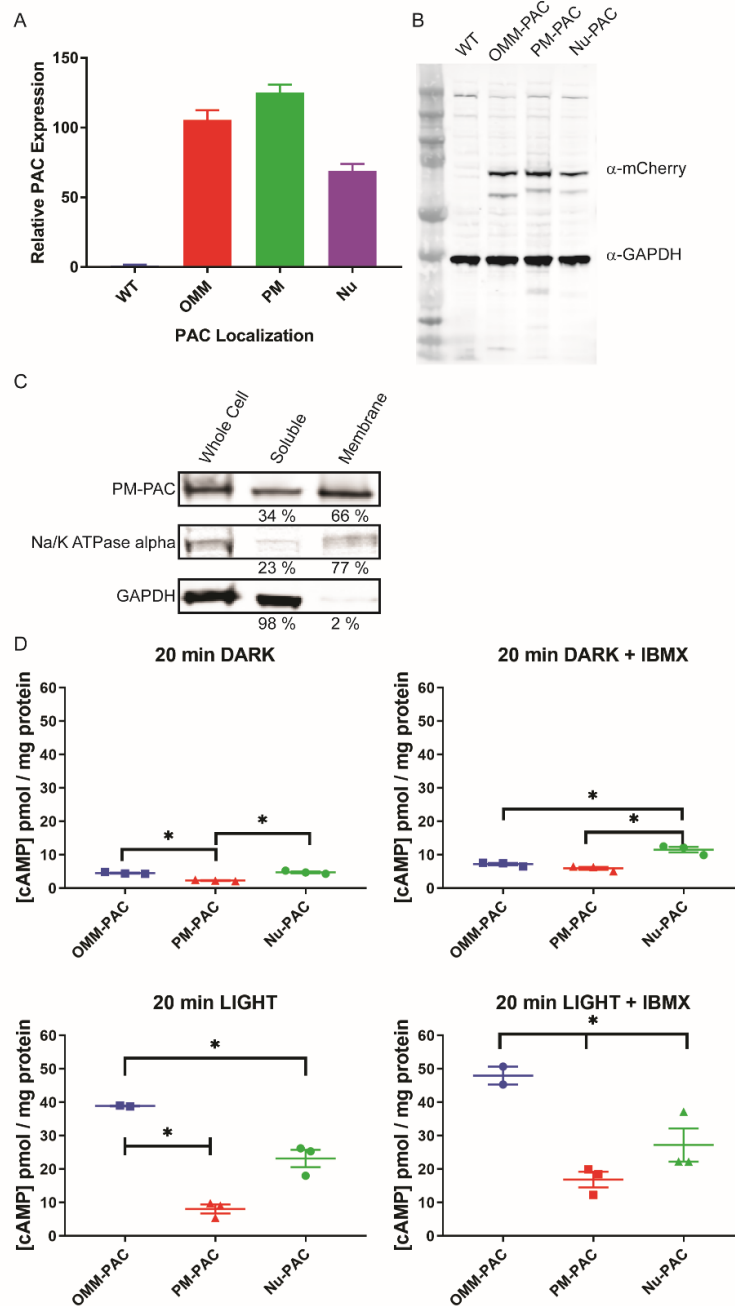 A
150
100
50
0
Relative PAC Expression
WT
OMM
PM
Nu
PAC Localization
B
WT
OMM-PAC
PM-PAC
Nu-PAC
α-mCherry
α-GAPDH
C
Whole Cell
Soluble
Membrane
PM-PAC
34 % 66 %
Na/K ATPase alpha
23 % 77 %
GAPDH
98 % 2 %
D
20 min DARK
60
50
40
30
20
10
0
[cAMP] pmol / mg protein
* *
OMM-PAC
PM-PAC
Nu-PAC
20 min DARK + IBMX
60
50
40
30
20
10
0
[cAMP] pmol / mg protein
*
*
OMM-PAC
PM-PAC
Nu-PAC
20 min LIGHT
60
50
40
30
20
10
0
[cAMP] pmol / mg protein
*
*
OMM-PAC
PM-PAC
Nu-PAC
20 min LIGHT + IBMX
60
50
40
30
20
10
0
[cAMP] pmol / mg protein
*
OMM-PAC
PM-PAC
Nu-PAC